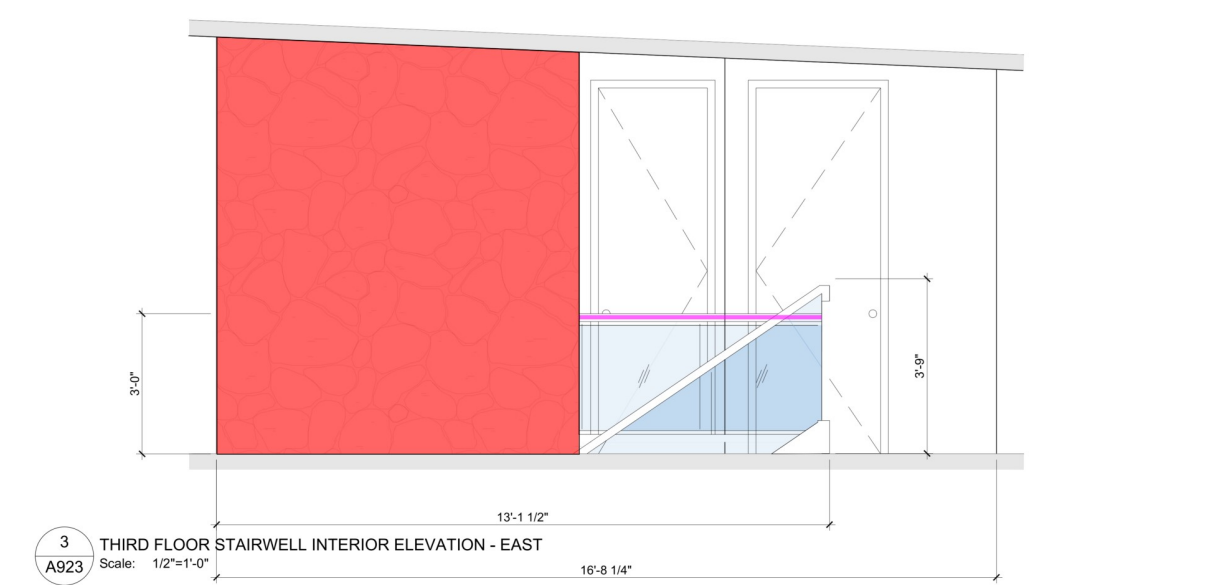 3'-0"
3'-9"
13'-1 1/2"
3
A923
THIRD FLOOR STAIRWELL INTERIOR ELEVATION - EAST
Scale: 1/2"=1'-0"
16'-8 1/4"